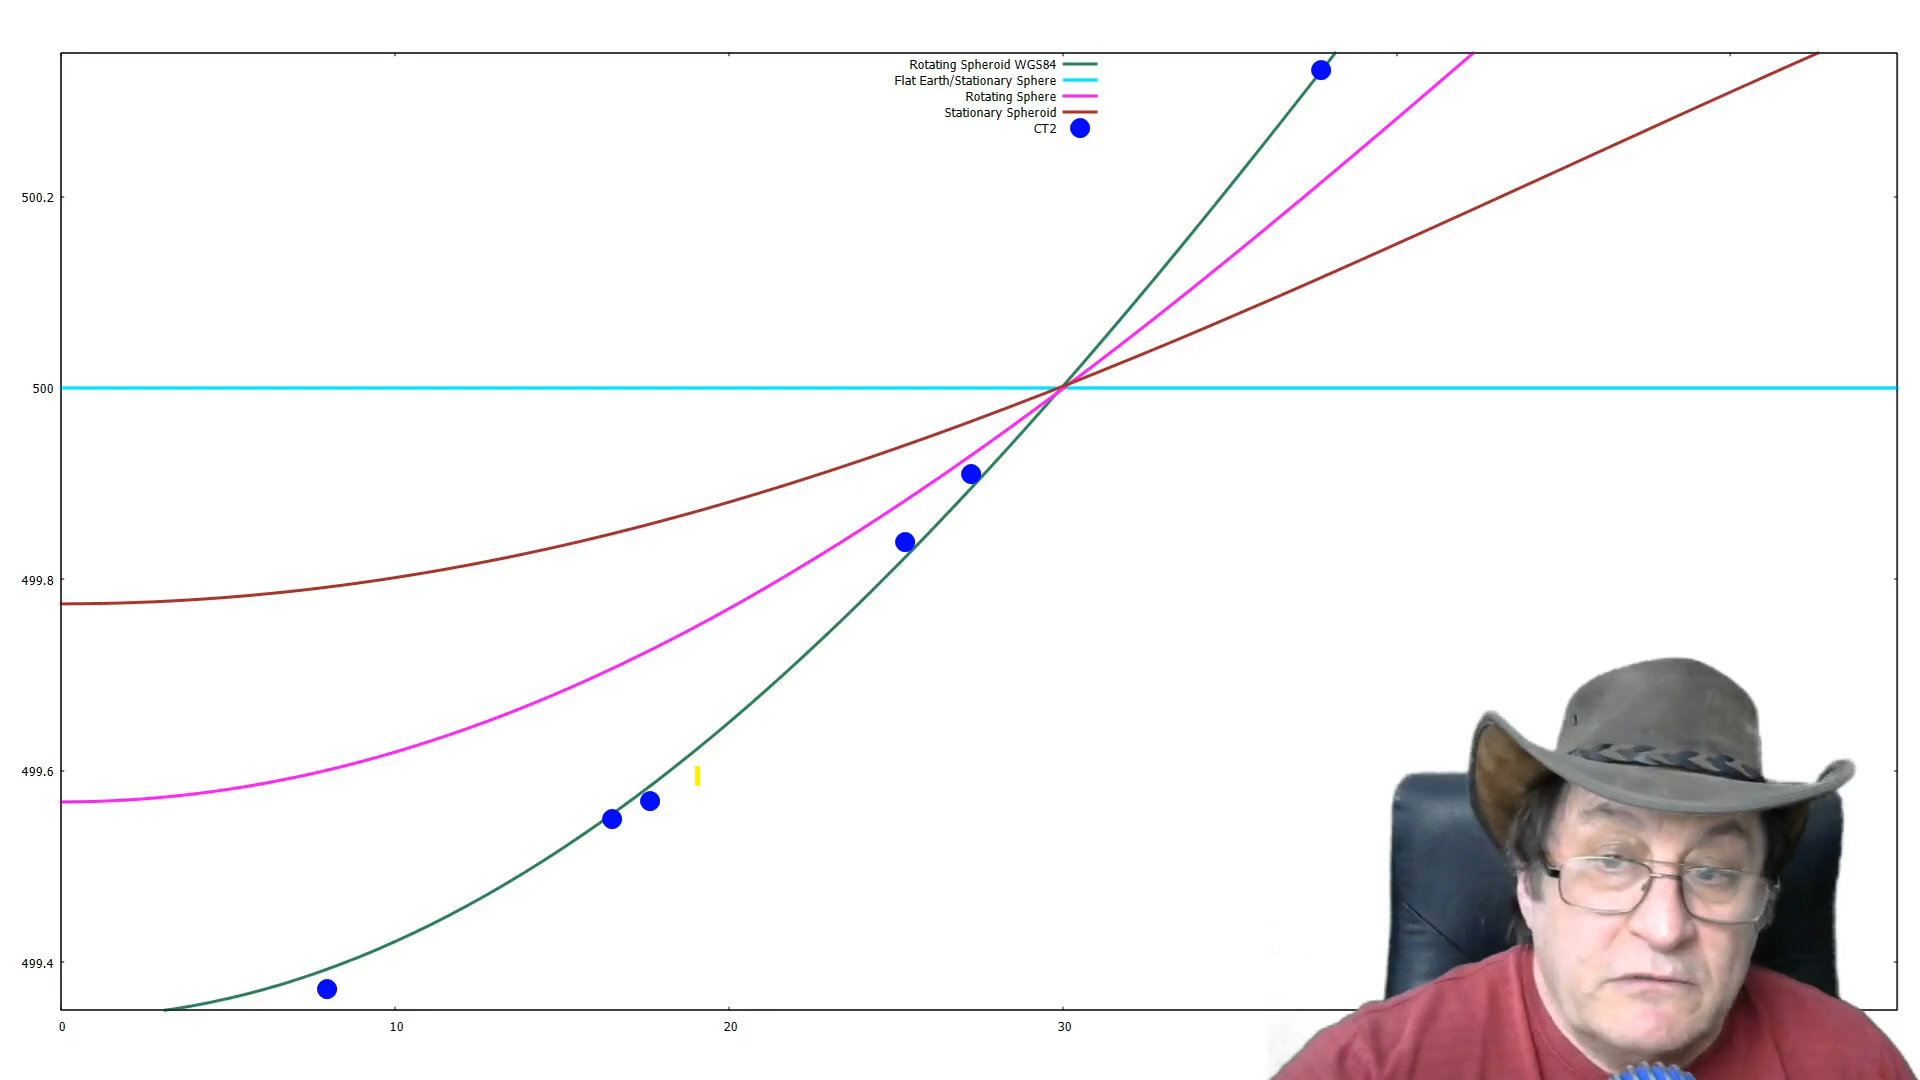 Rotating Spheroid WGS84
Flat Earth/Stationary Sphere
Rotating Sphere
Stationary Spheroid
CT2
500.2
500
499.8
499.6
499.4
0 10 20 30